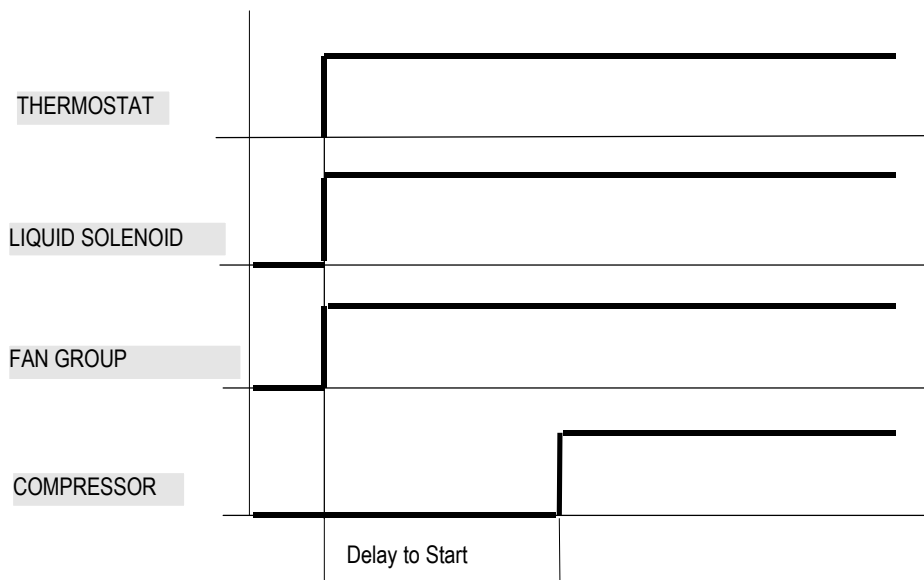 THERMOSTAT
LIQUID SOLENOID
FAN GROUP
COMPRESSOR
Delay to Start